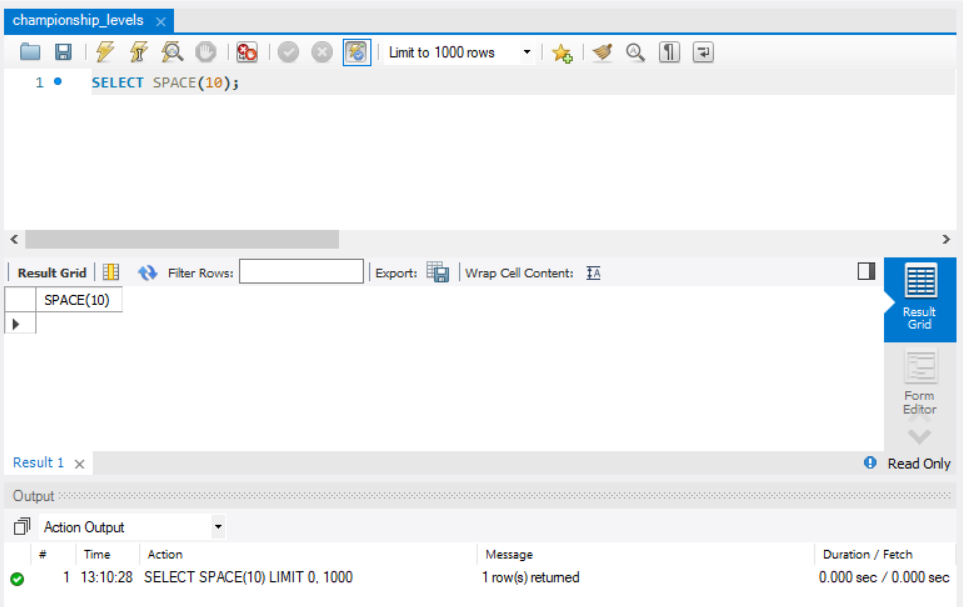 championship_levels
Limit to 1000 rows
1 SELECT SPACE(10);
Result Grid Filter Rows: Export: Wrap Cell Content:
SPACE(10)
Result
Grid
Form
Editor
Result 1 Read Only
Output
Action Output
# Time Action Message Duration / Fetch
1 13:10:28 SELECT SPACE(10) LIMIT 0, 1000 1 row(s) returned 0.000 sec / 0.000 sec